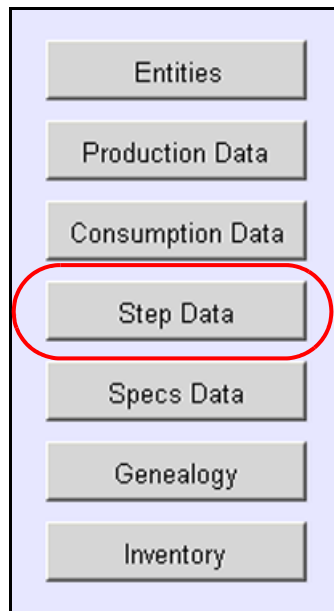 Entities
Production Data
Consumption Data
Step Data
Specs Data
Genealogy
Inventory